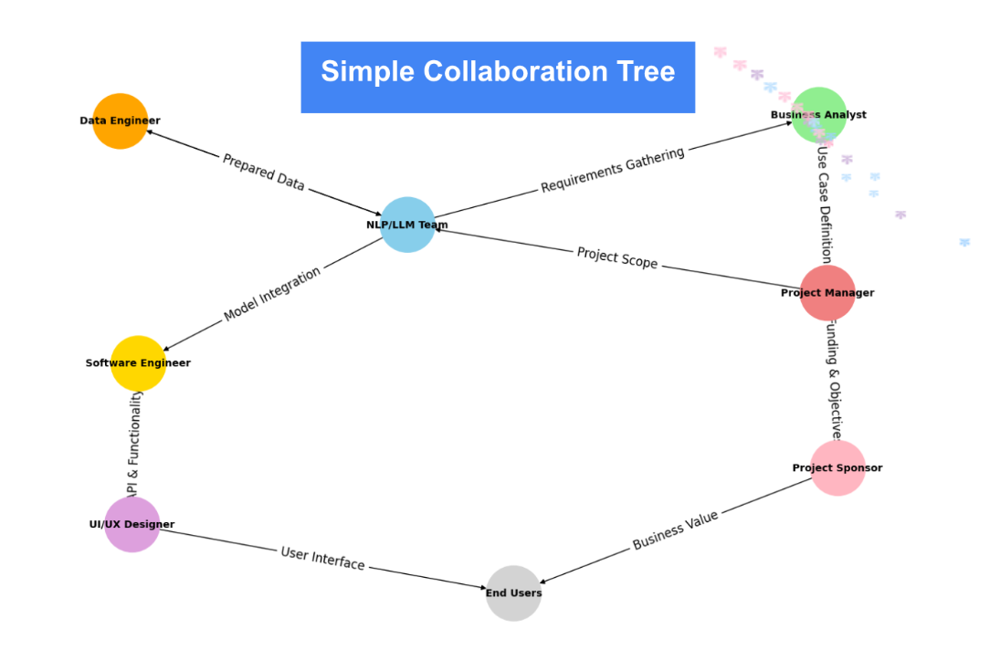 Simple Collaboration Tree
Data Engineer
Business Analyst
Prepared Data
Requirements Gathering
Use Case Definition
NLP/LLM Team
Project Scope
Model Integration
Project Manager
Funding & Objectives
Software Engineer
API & Functionality
Project Sponsor
UI/UX Designer
Business Value
User Interface
End Users